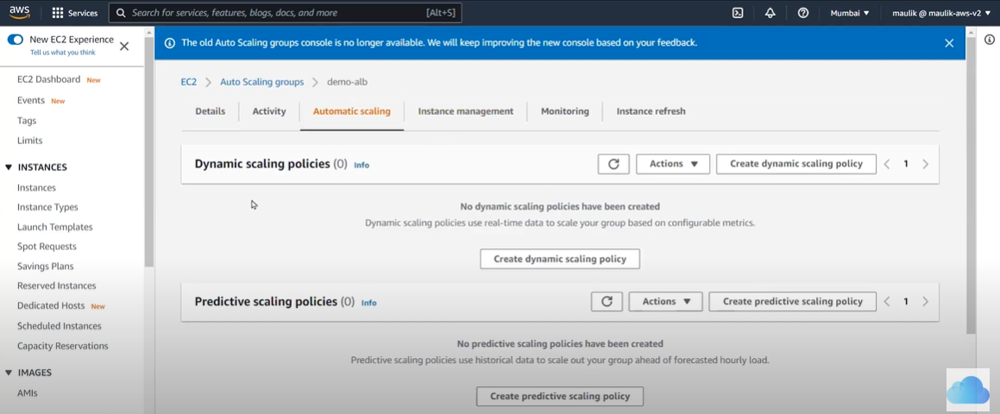 aws
Services
Search for services, features, blogs, docs, and more
[Alt+S]
Mumbai ▼
maulik @ maulik-aws-v2 ▼
New EC2 Experience
Tell us what you think
EC2 Dashboard New
Events New
Tags
Limits
INSTANCES
Instances
Instance Types
Launch Templates
Spot Requests
Savings Plans
Reserved Instances
Dedicated Hosts New
Scheduled Instances
Capacity Reservations
IMAGES
AMIs
The old Auto Scaling groups console is no longer available. We will keep improving the new console based on your feedback.
EC2 > Auto Scaling groups > demo-alb
Details
Activity
Automatic scaling
Instance management
Monitoring
Instance refresh
Dynamic scaling policies (0) Info
Actions ▼
Create dynamic scaling policy
1
No dynamic scaling policies have been created
Dynamic scaling policies use real-time data to scale your group based on configurable metrics.
Create dynamic scaling policy
Predictive scaling policies (0) Info
Actions ▼
Create predictive scaling policy
1
No predictive scaling policies have been created
Predictive scaling policies use historical data to scale out your group ahead of forecasted hourly load.
Create predictive scaling policy